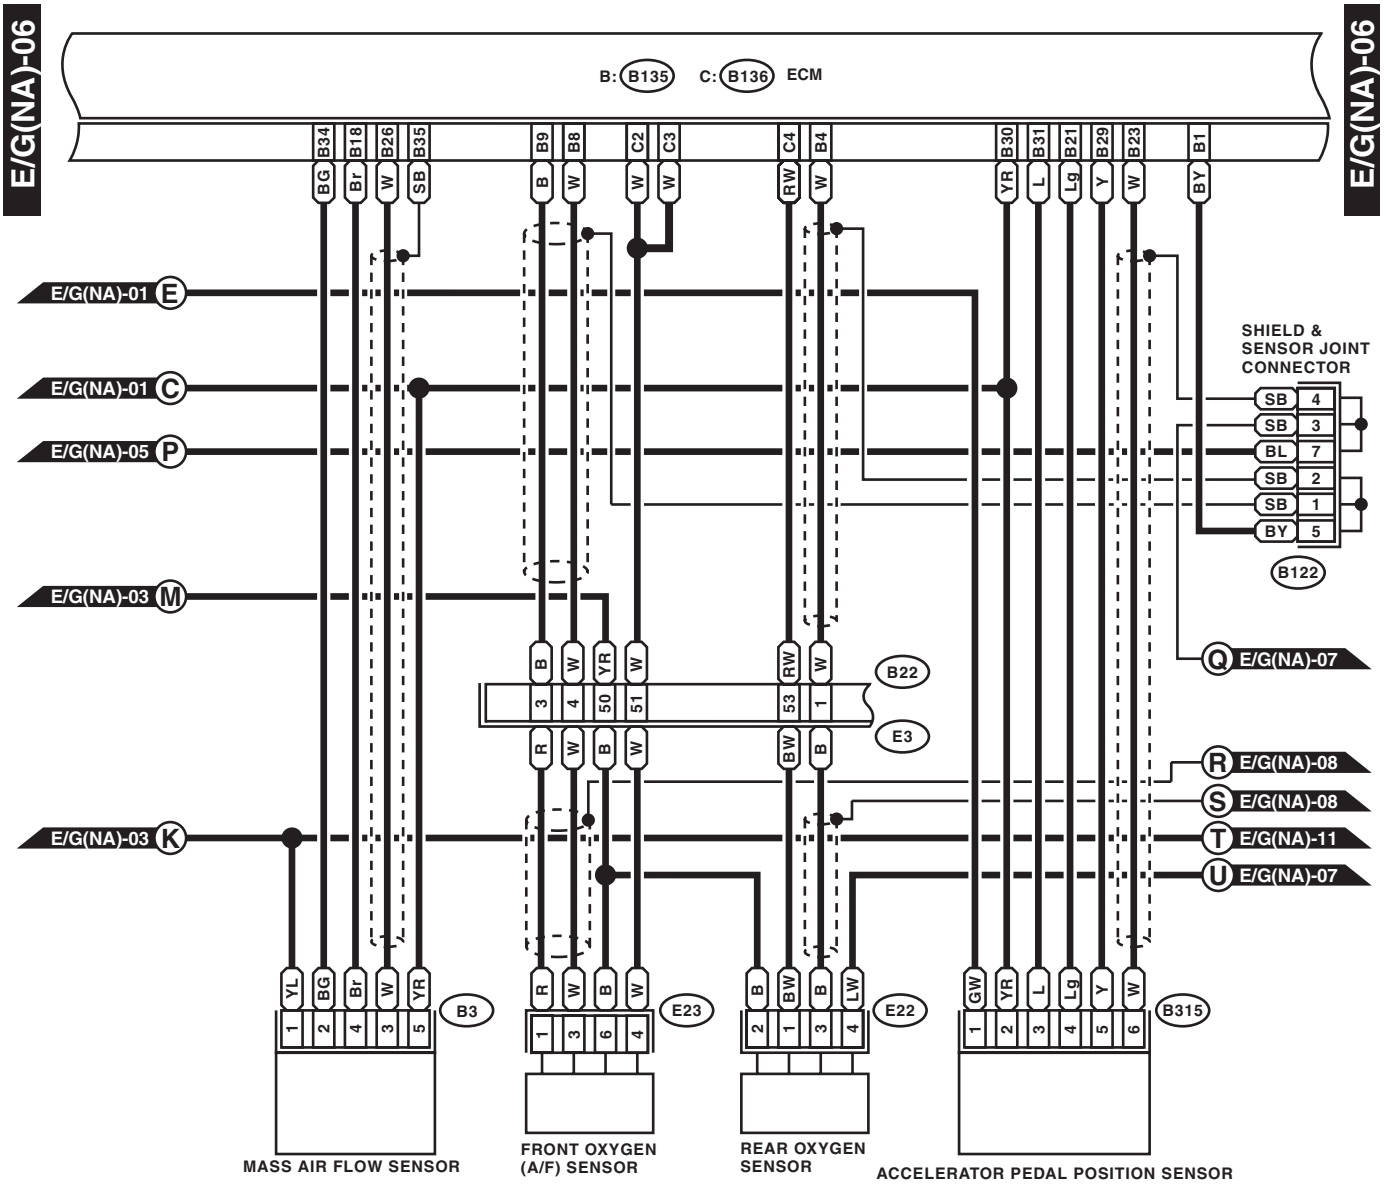 E/G(NA)-06
E/G(NA)-06
B: B135 C: B136 ECM
B34 B18 B26 B35 B9 B8 C2 C3 C4 B4 B30 B31 B21 B29 B23 B1
BG Br W SB B W W W RW W YR L Lg Y W BY
E/G(NA)-01 E
SHIELD &
SENSOR JOINT
CONNECTOR
E/G(NA)-01 C
SB 4
SB 3
E/G(NA)-05 P
BL 7
SB 2
SB 1
BY 5
B122
E/G(NA)-03 M
B W YR W RW W
Q E/G(NA)-07
B22
3 4 50 51 53 1
E3
R W B W BW B
R E/G(NA)-08
S E/G(NA)-08
E/G(NA)-03 K
T E/G(NA)-11
U E/G(NA)-07
YL BG Br W YR R W B W B BW B LW GW YR L Lg Y W
B3 E23 E22 B315
1 2 4 3 5 1 3 6 4 2 1 3 4 1 2 3 4 5 6
MASS AIR FLOW SENSOR
FRONT OXYGEN
(A/F) SENSOR
REAR OXYGEN
SENSOR
ACCELERATOR PEDAL POSITION SENSOR